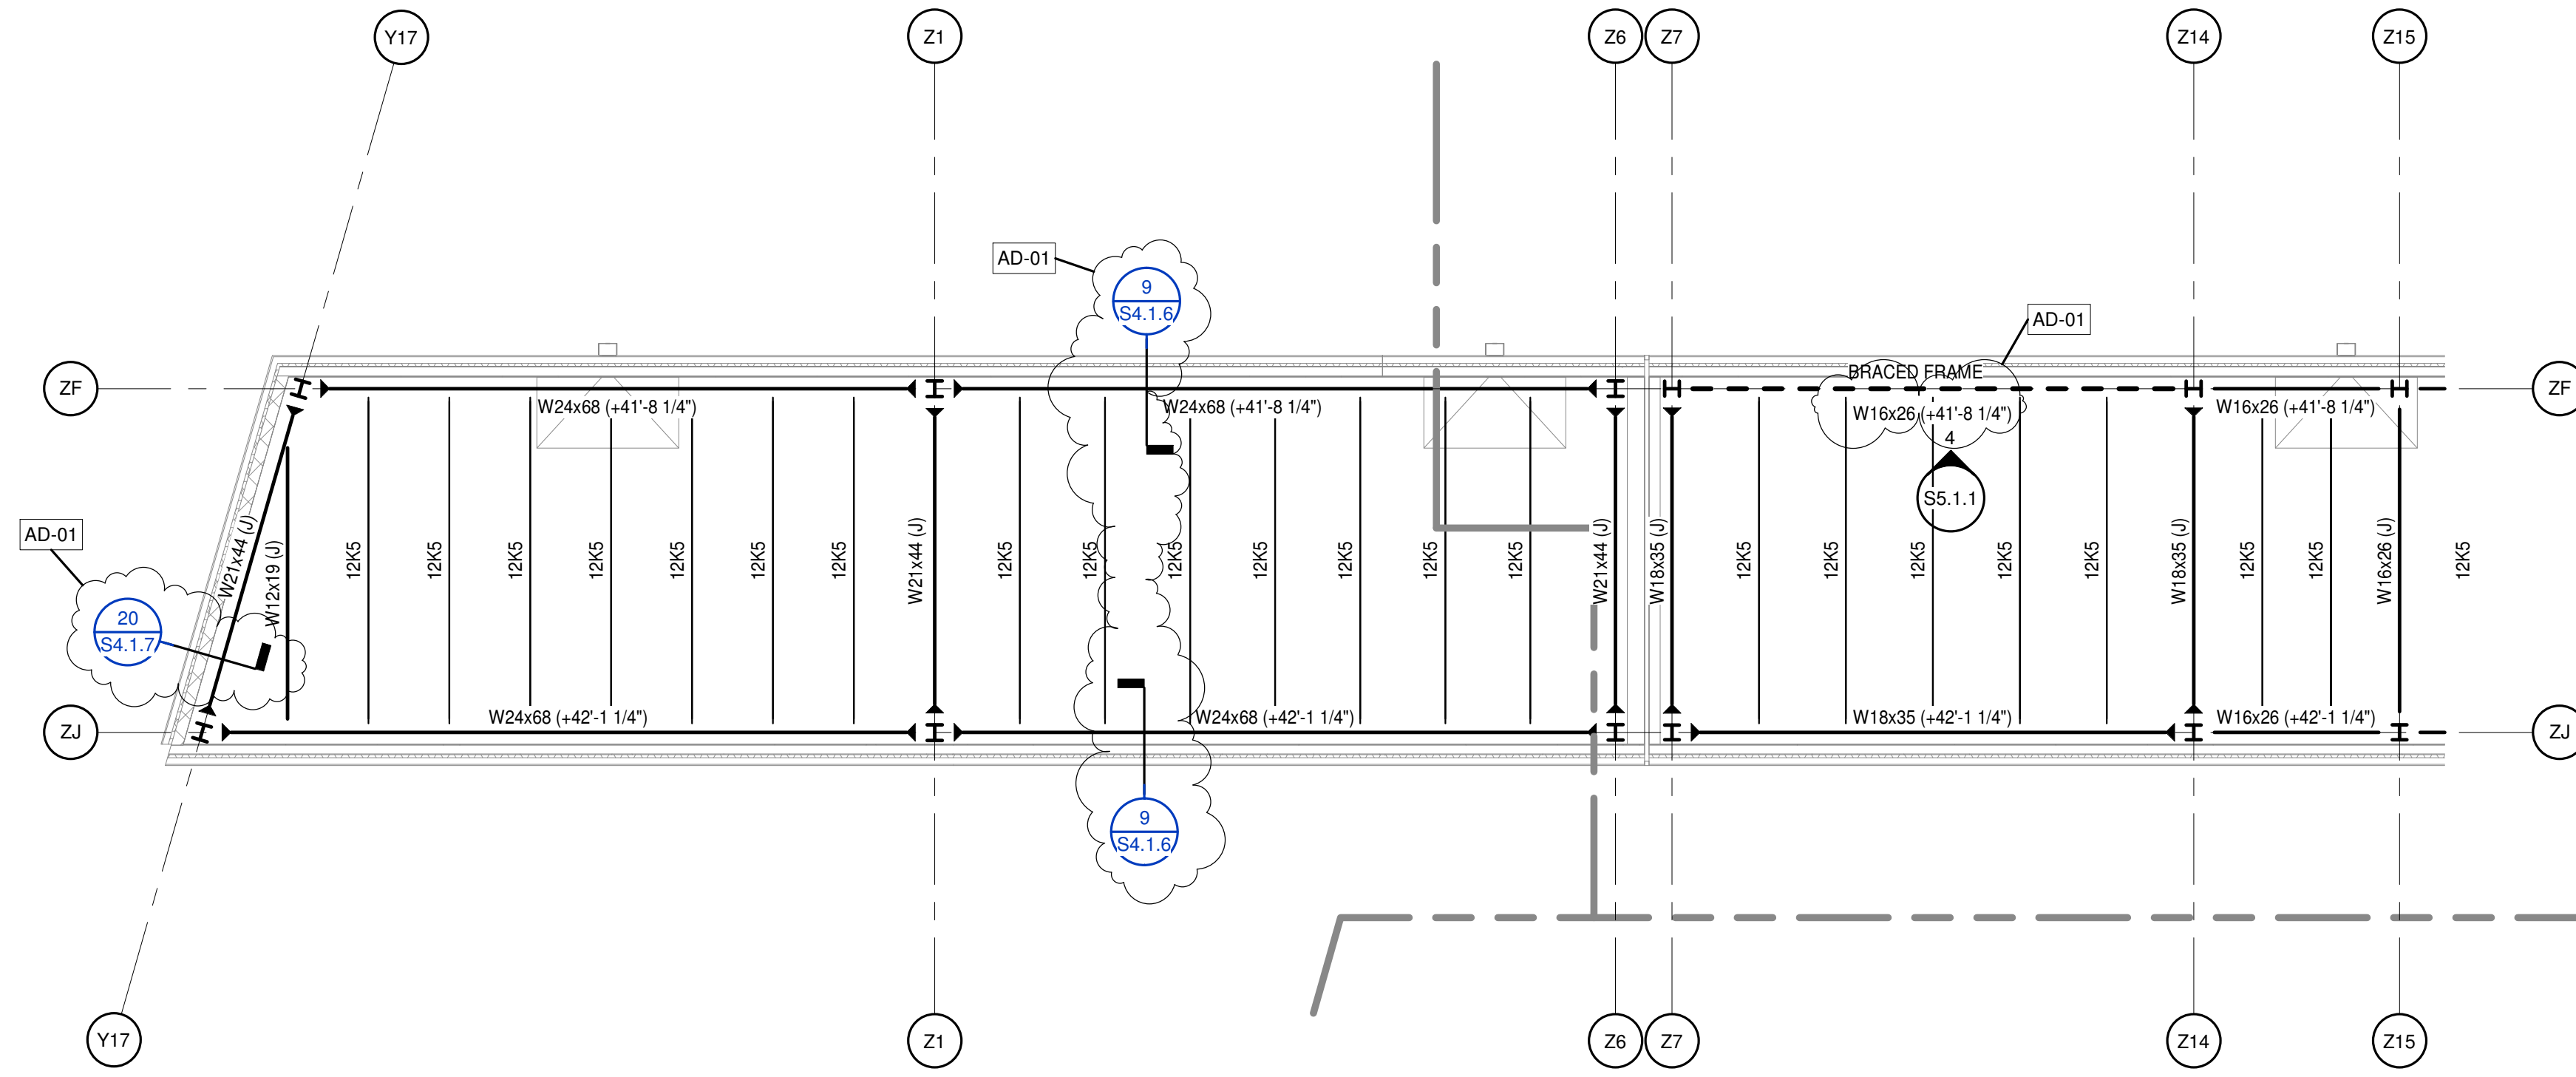 Y17
Z1
Z6
Z7
Z14
Z15
AD-01
9
S4.1.6
AD-01
BRACED FRAME
ZF
ZF
W24x68 (+41'-8 1/4")
W24x68 (+41'-8 1/4")
W16x26 (+41'-8 1/4")
W16x26 (+41'-8 1/4")
4
S5.1.1
AD-01
W21x44 (J)
W12x19 (J)
12K5
12K5
12K5
12K5
12K5
12K5
12K5
W21x44 (J)
12K5
12K5
12K5
12K5
12K5
12K5
12K5
W21x44 (J)
W18x35 (J)
12K5
12K5
12K5
12K5
12K5
W18x35 (J)
12K5
12K5
W16x26 (J)
12K5
20
S4.1.7
W24x68 (+42'-1 1/4")
W24x68 (+42'-1 1/4")
W18x35 (+42'-1 1/4")
W16x26 (+42'-1 1/4")
ZJ
ZJ
9
S4.1.6
Y17
Z1
Z6
Z7
Z14
Z15